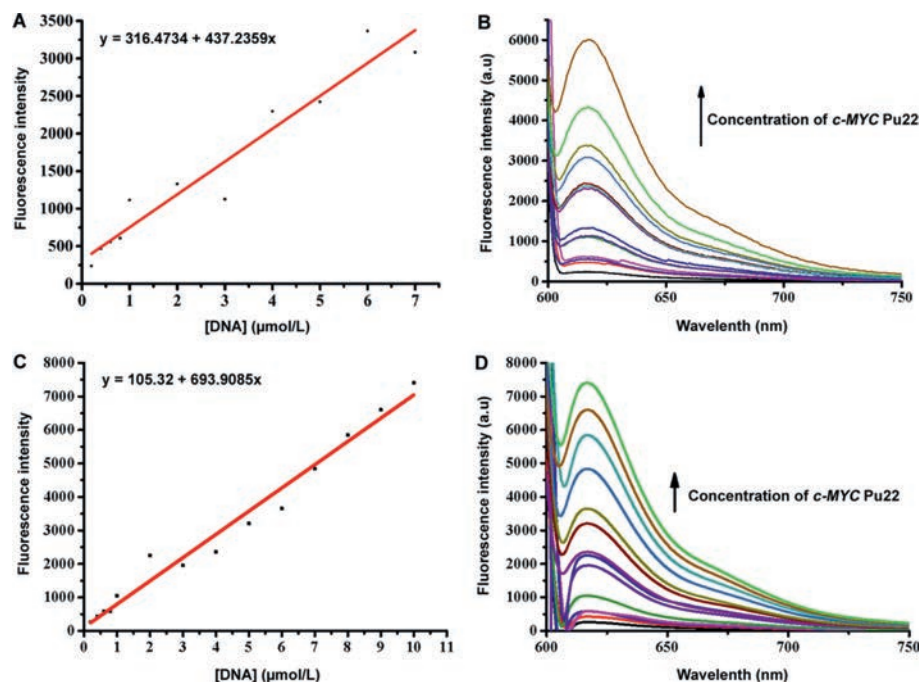 A
y = 316.4734 + 437.2359x
Fluorescence intensity
3500
3000
2500
2000
1500
1000
500
0
0 1 2 3 4 5 6 7
[DNA] (µmol/L)
B
Fluorescence intensity (a.u)
6000
5000
4000
3000
2000
1000
0
Concentration of c-MYC Pu22
600 650 700 750
Wavelenth (nm)
C
y = 105.32 + 693.9085x
Fluorescence intensity
8000
7000
6000
5000
4000
3000
2000
1000
0
0 1 2 3 4 5 6 7 8 9 10 11
[DNA] (µmol/L)
D
Fluorescence intensity (a.u)
8000
7000
6000
5000
4000
3000
2000
1000
0
Concentration of c-MYC Pu22
600 650 700 750
Wavelenth (nm)